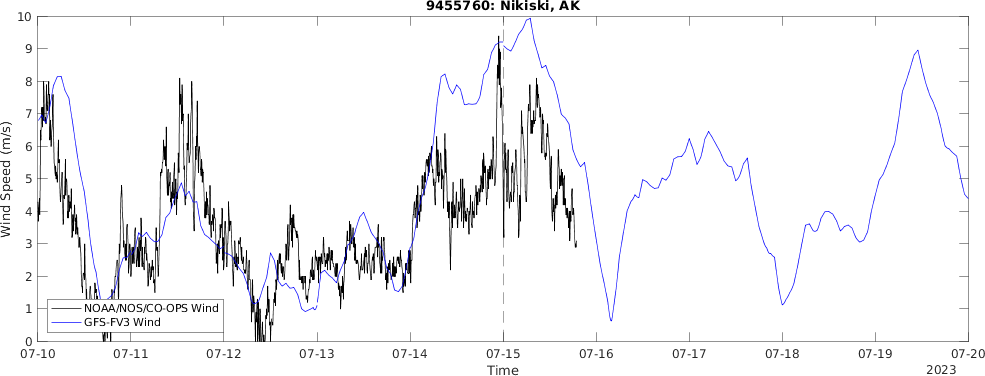 9455760: Nikiski, AK
Wind Speed (m/s)
10
9
8
7
6
5
4
3
2
1
0
NOAA/NOS/CO-OPS Wind
GFS-FV3 Wind
07-10 07-11 07-12 07-13 07-14 07-15 07-16 07-17 07-18 07-19 07-20
Time
2023